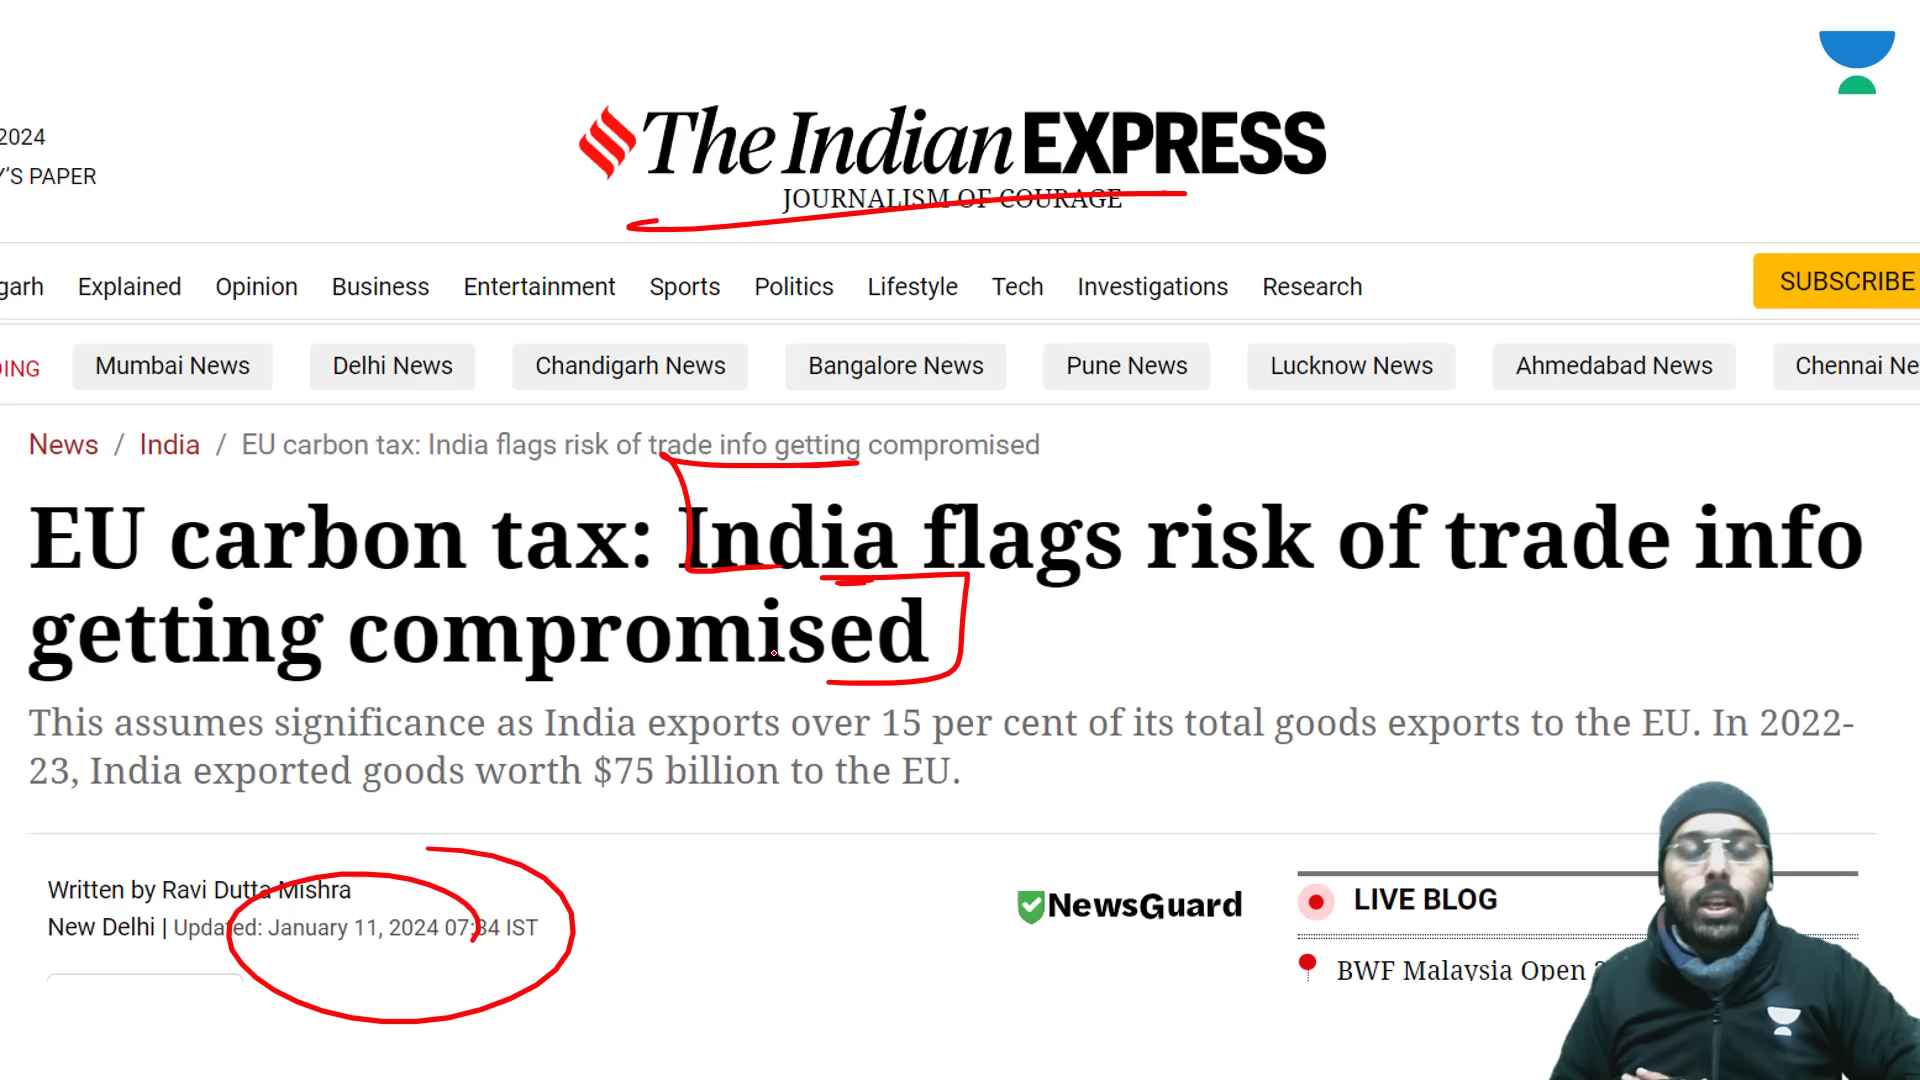 2024
Y'S PAPER
The Indian EXPRESS
JOURNALISM OF COURAGE
garh Explained Opinion Business Entertainment Sports Politics Lifestyle Tech Investigations Research
SUBSCRIBE
DING Mumbai News Delhi News Chandigarh News Bangalore News Pune News Lucknow News Ahmedabad News Chennai Ne
News / India / EU carbon tax: India flags risk of trade info getting compromised
EU carbon tax: India flags risk of trade info
getting compromised
This assumes significance as India exports over 15 per cent of its total goods exports to the EU. In 2022-
23, India exported goods worth $75 billion to the EU.
Written by Ravi Dutta Mishra
New Delhi | Updated: January 11, 2024 07:34 IST
NewsGuard
LIVE BLOG
BWF Malaysia Open